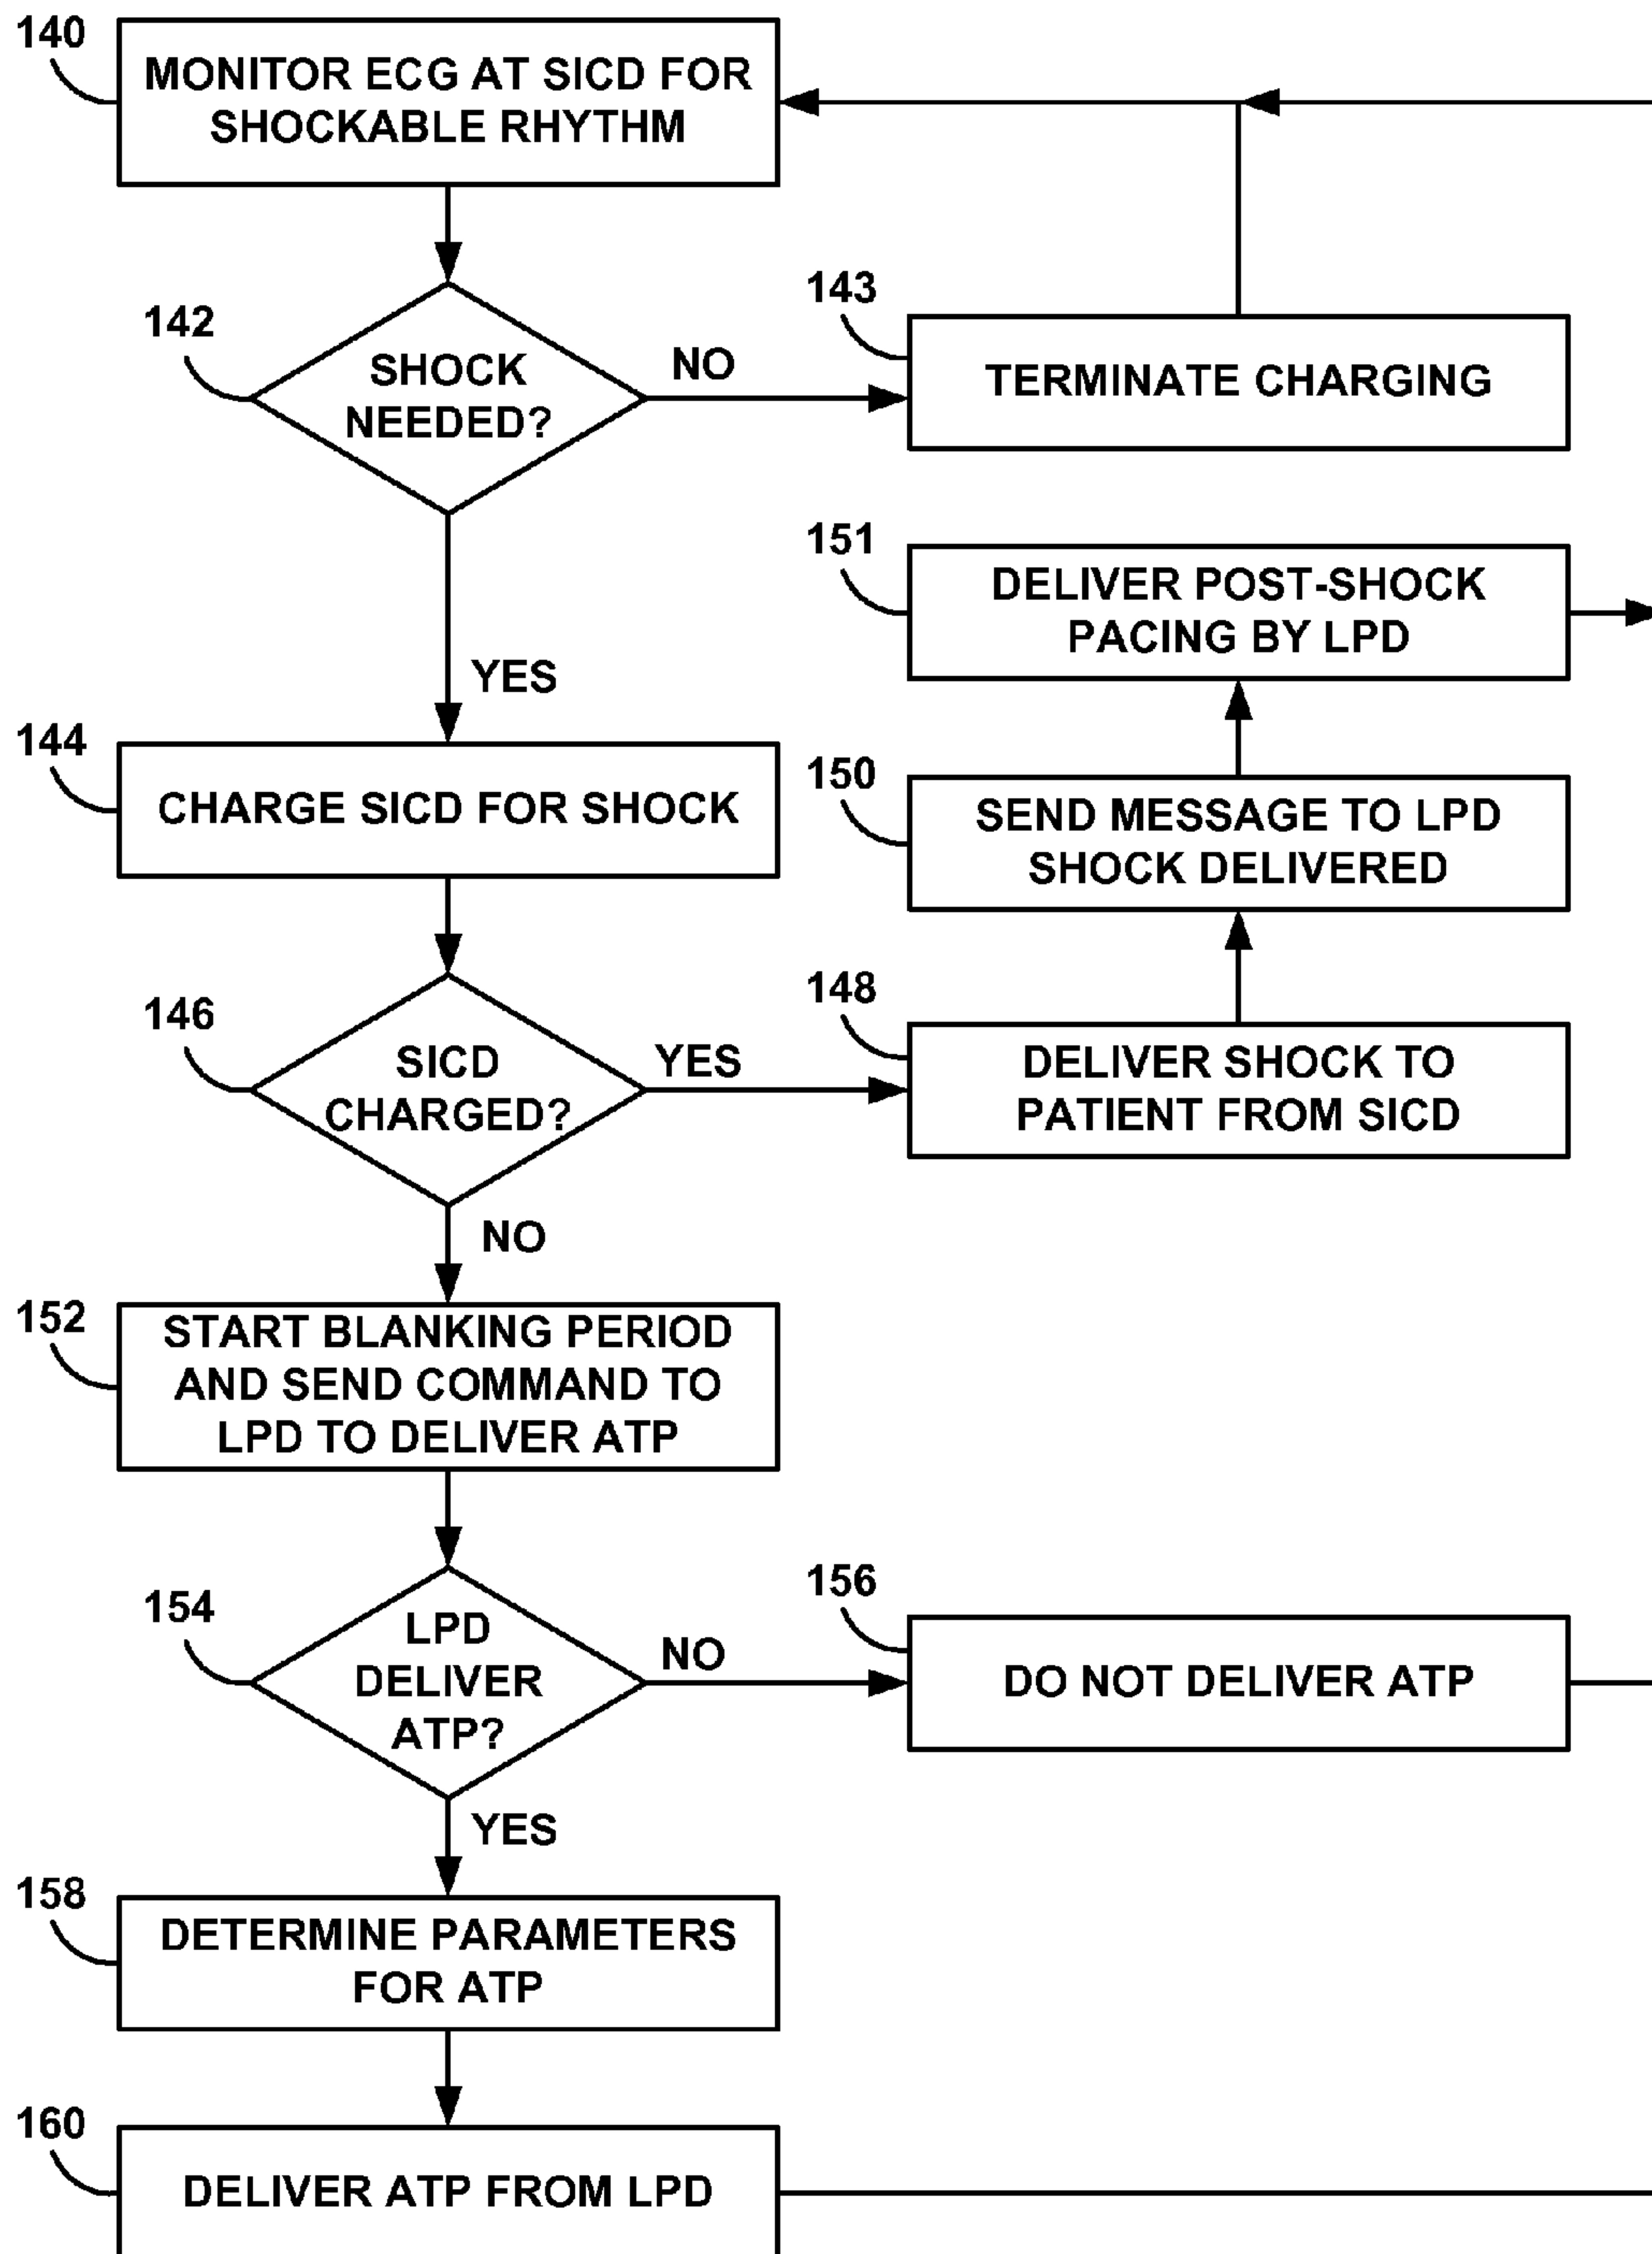 140
MONITOR ECG AT SICD FOR
SHOCKABLE RHYTHM
142
SHOCK
NEEDED?
NO
143
TERMINATE CHARGING
YES
151
DELIVER POST-SHOCK
PACING BY LPD
144
CHARGE SICD FOR SHOCK
150
SEND MESSAGE TO LPD
SHOCK DELIVERED
146
SICD
CHARGED?
YES
148
DELIVER SHOCK TO
PATIENT FROM SICD
NO
152
START BLANKING PERIOD
AND SEND COMMAND TO
LPD TO DELIVER ATP
154
LPD
DELIVER
ATP?
NO
156
DO NOT DELIVER ATP
YES
158
DETERMINE PARAMETERS
FOR ATP
160
DELIVER ATP FROM LPD